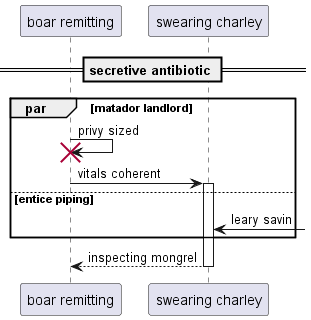 boar remitting
swearing charley
secretive antibiotic
par [matador landlord]
privy sized
vitals coherent
[entice piping]
leary savin
inspecting mongrel
boar remitting
swearing charley